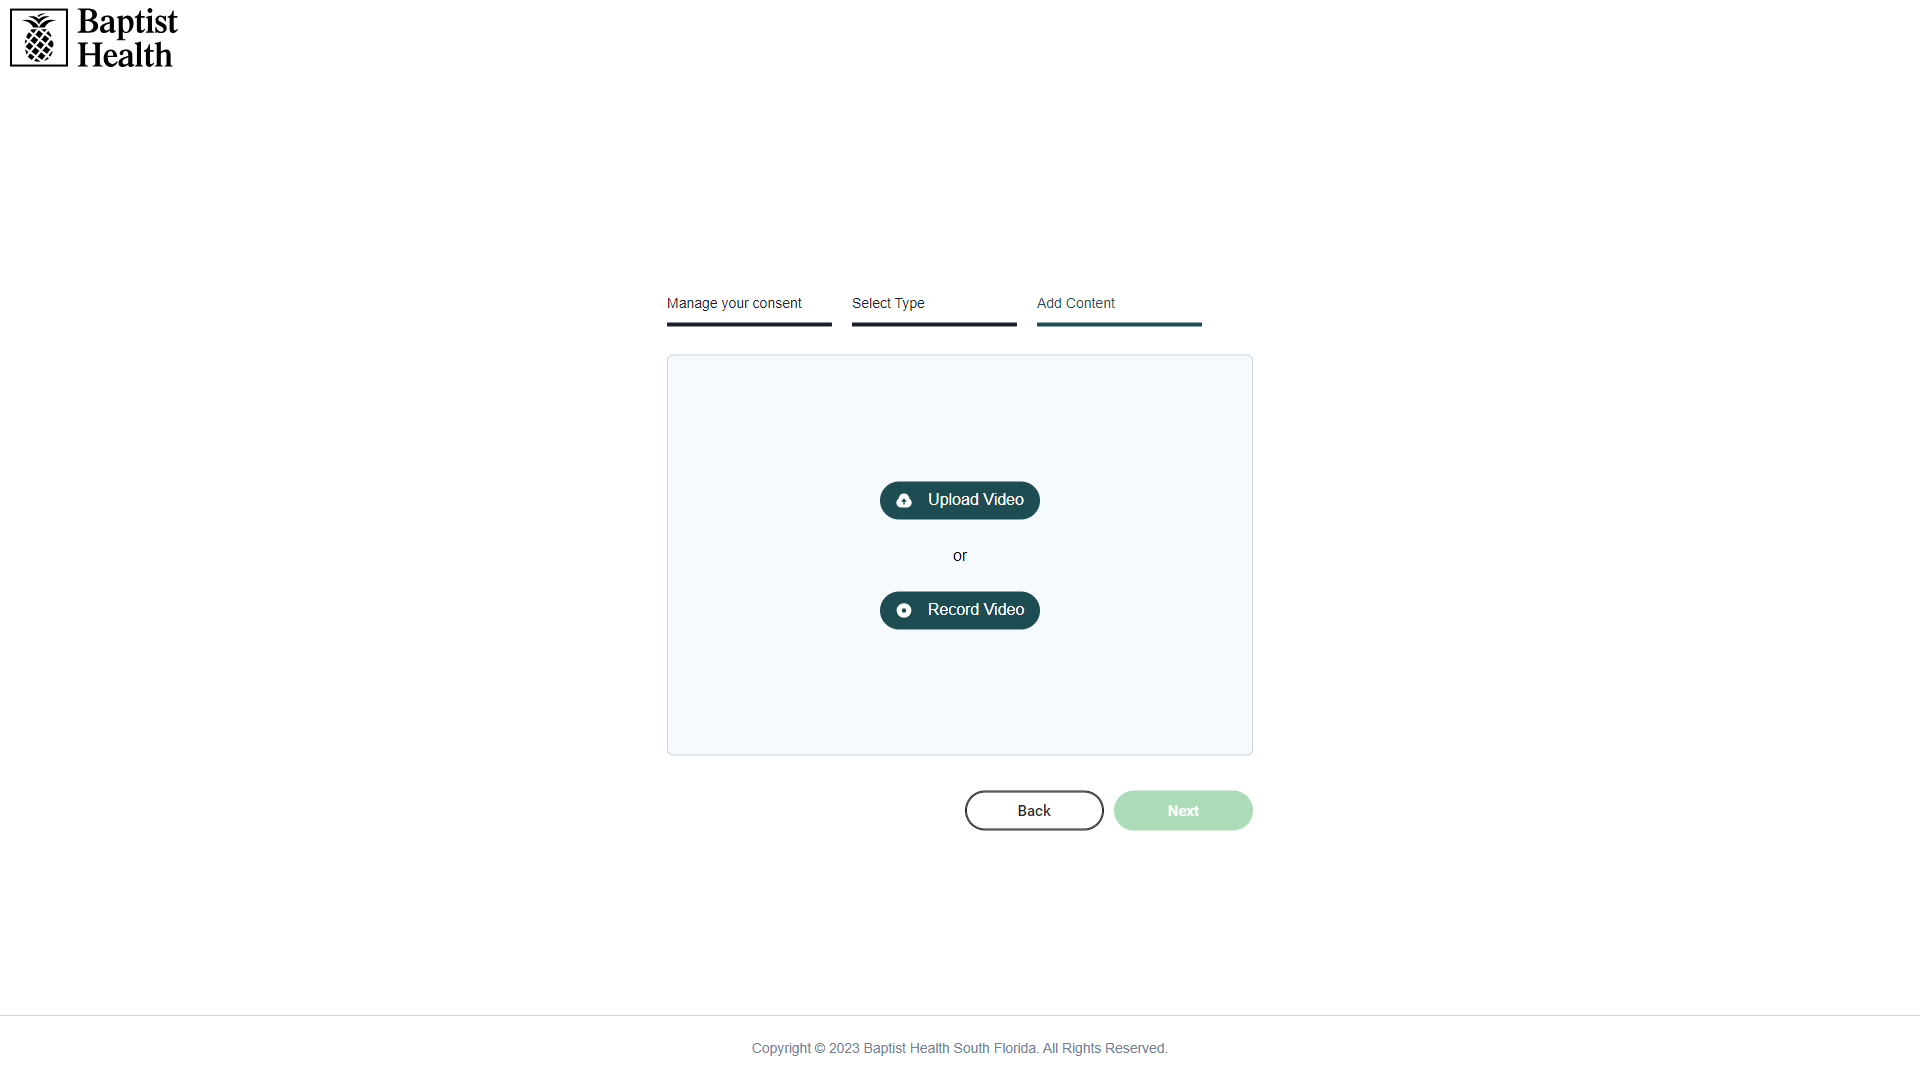 Baptist
Health
Manage your consent
Select Type
Add Content
Upload Video
or
Record Video
Back
Next
Copyright © 2023 Baptist Health South Florida. All Rights Reserved.